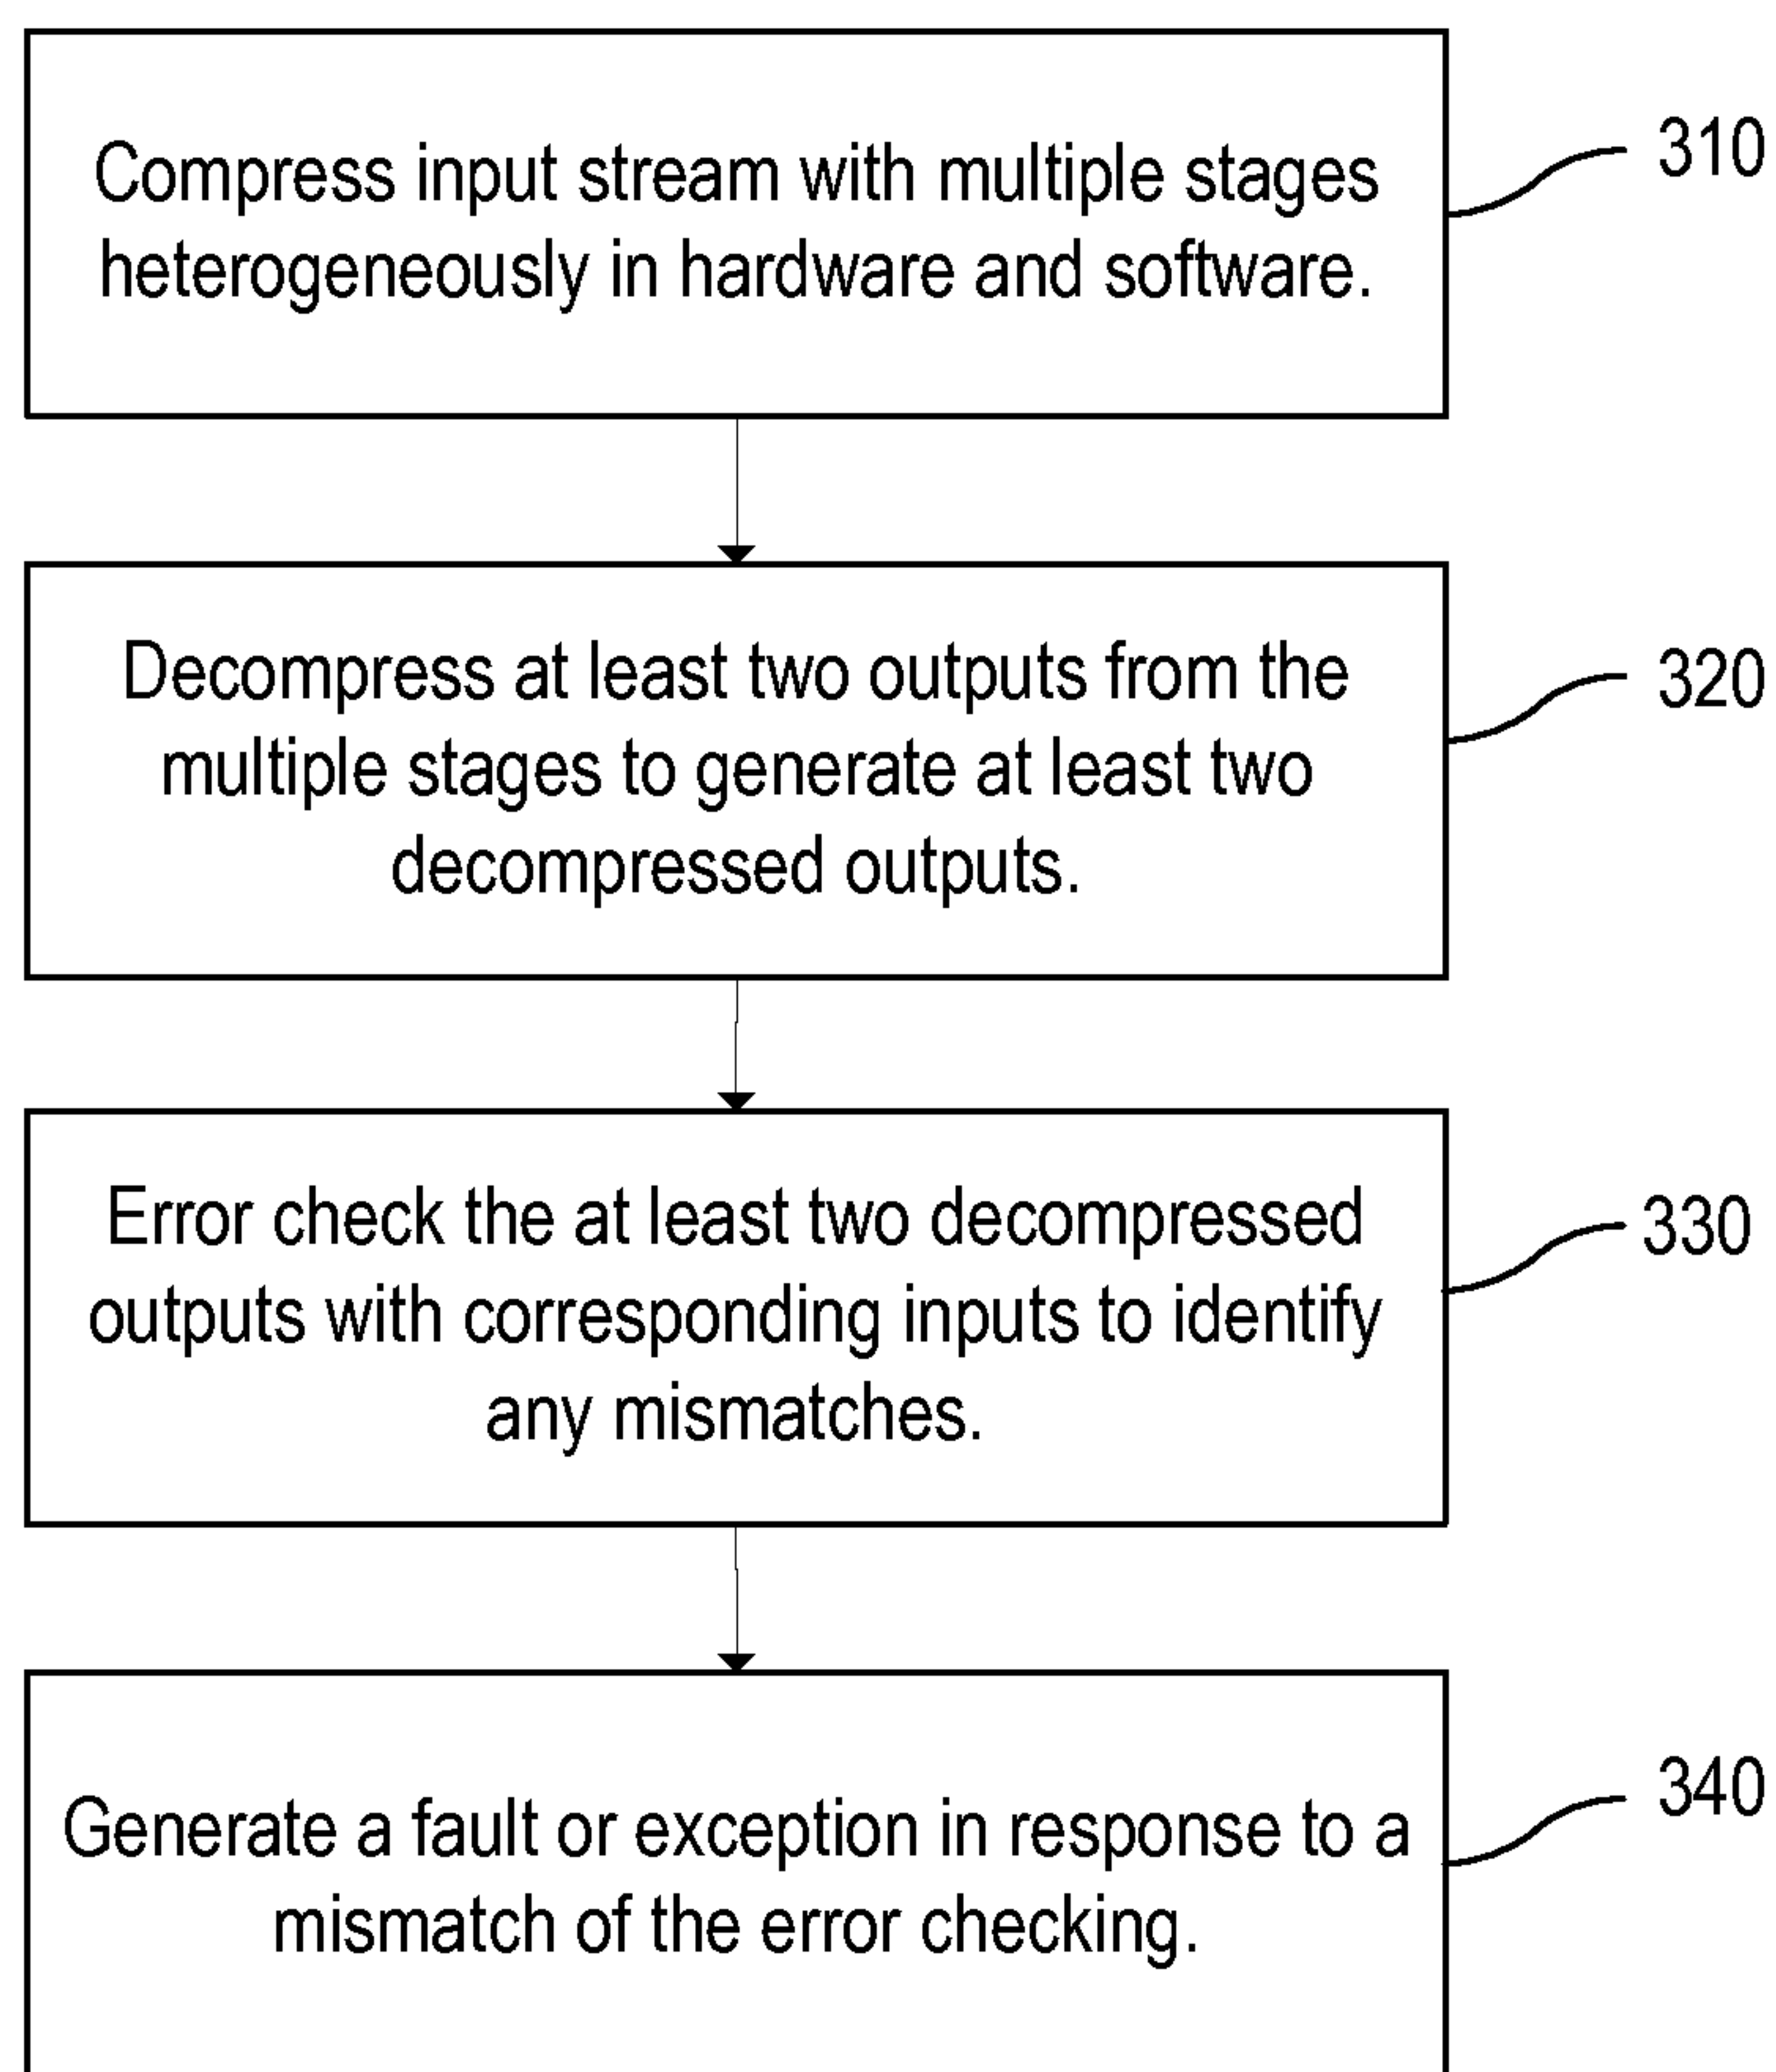 Compress input stream with multiple stages
heterogeneously in hardware and software.
310
Decompress at least two outputs from the
multiple stages to generate at least two
decompressed outputs.
320
Error check the at least two decompressed
outputs with corresponding inputs to identify
any mismatches.
330
Generate a fault or exception in response to a
mismatch of the error checking.
340